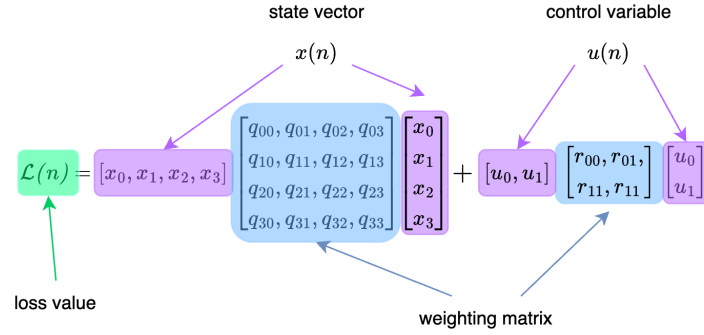 state vector control variable
x(n) u(n)
ℒ(n) = [x₀, x₁, x₂, x₃] [q₀₀, q₀₁, q₀₂, q₀₃ [x₀ + [u₀, u₁] [r₀₀, r₀₁, [u₀
q₁₀, q₁₁, q₁₂, q₁₃ x₁ r₁₁, r₁₁] u₁]
q₂₀, q₂₁, q₂₂, q₂₃ x₂
q₃₀, q₃₁, q₃₂, q₃₃] x₃]
loss value
weighting matrix